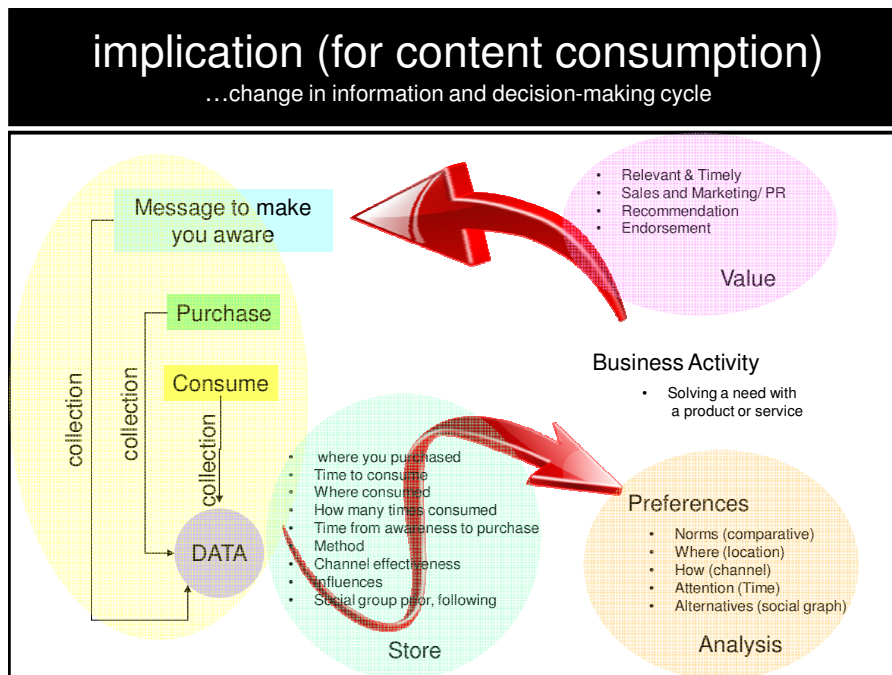 implication (for content consumption)
…change in information and decision-making cycle
Message to make
you aware
Purchase
Consume
collection
collection
collection
DATA
• where you purchased
• Time to consume
• Where consumed
• How many times consumed
• Time from awareness to purchase
• Method
• Channel effectiveness
• Influences
• Social group peer, following
Store
• Relevant & Timely
• Sales and Marketing/ PR
• Recommendation
• Endorsement
Value
Business Activity
• Solving a need with
a product or service
Preferences
• Norms (comparative)
• Where (location)
• How (channel)
• Attention (Time)
• Alternatives (social graph)
Analysis